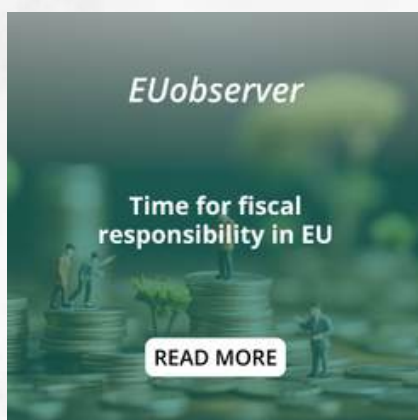 EUobserver
Time for fiscal
responsibility in EU
READ MORE